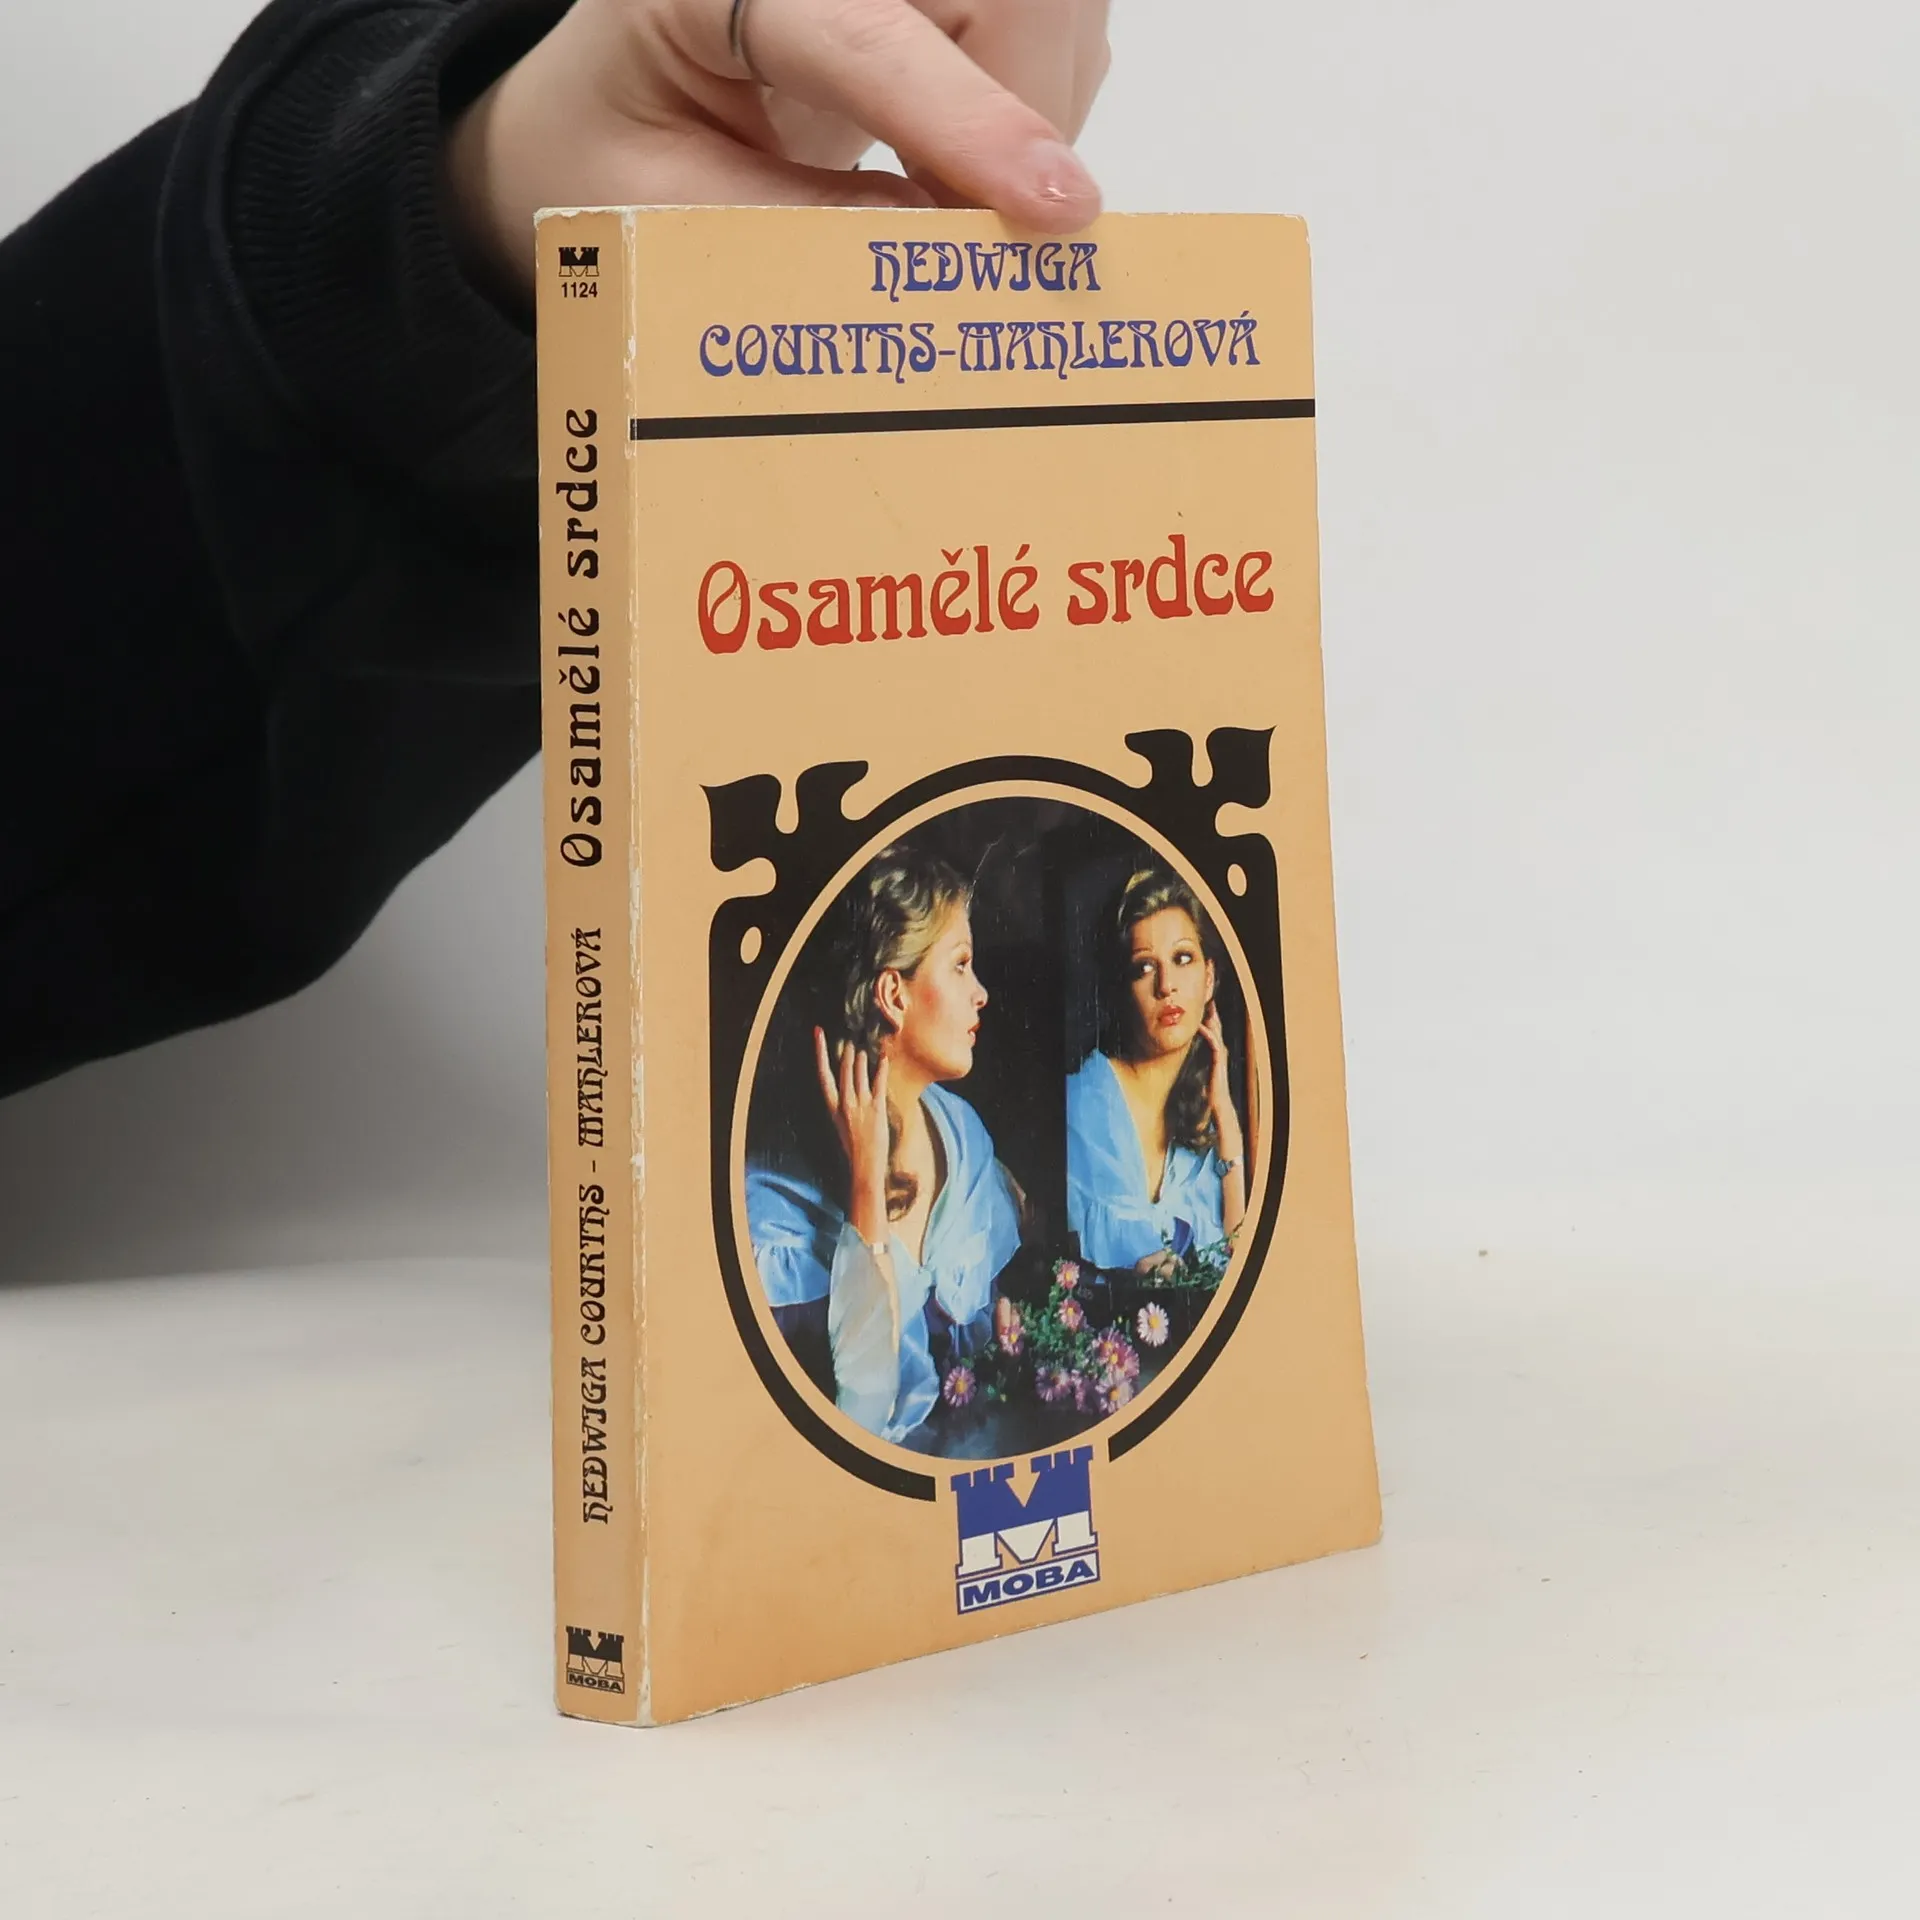 HEDWIGA
COURTHS-MAHLEROVÁ
Osamělé srdce
M
MOBA
M
1124
Osamělé srdce
HEDWIGA COURTHS - MAHLEROVÁ
M
MOBA